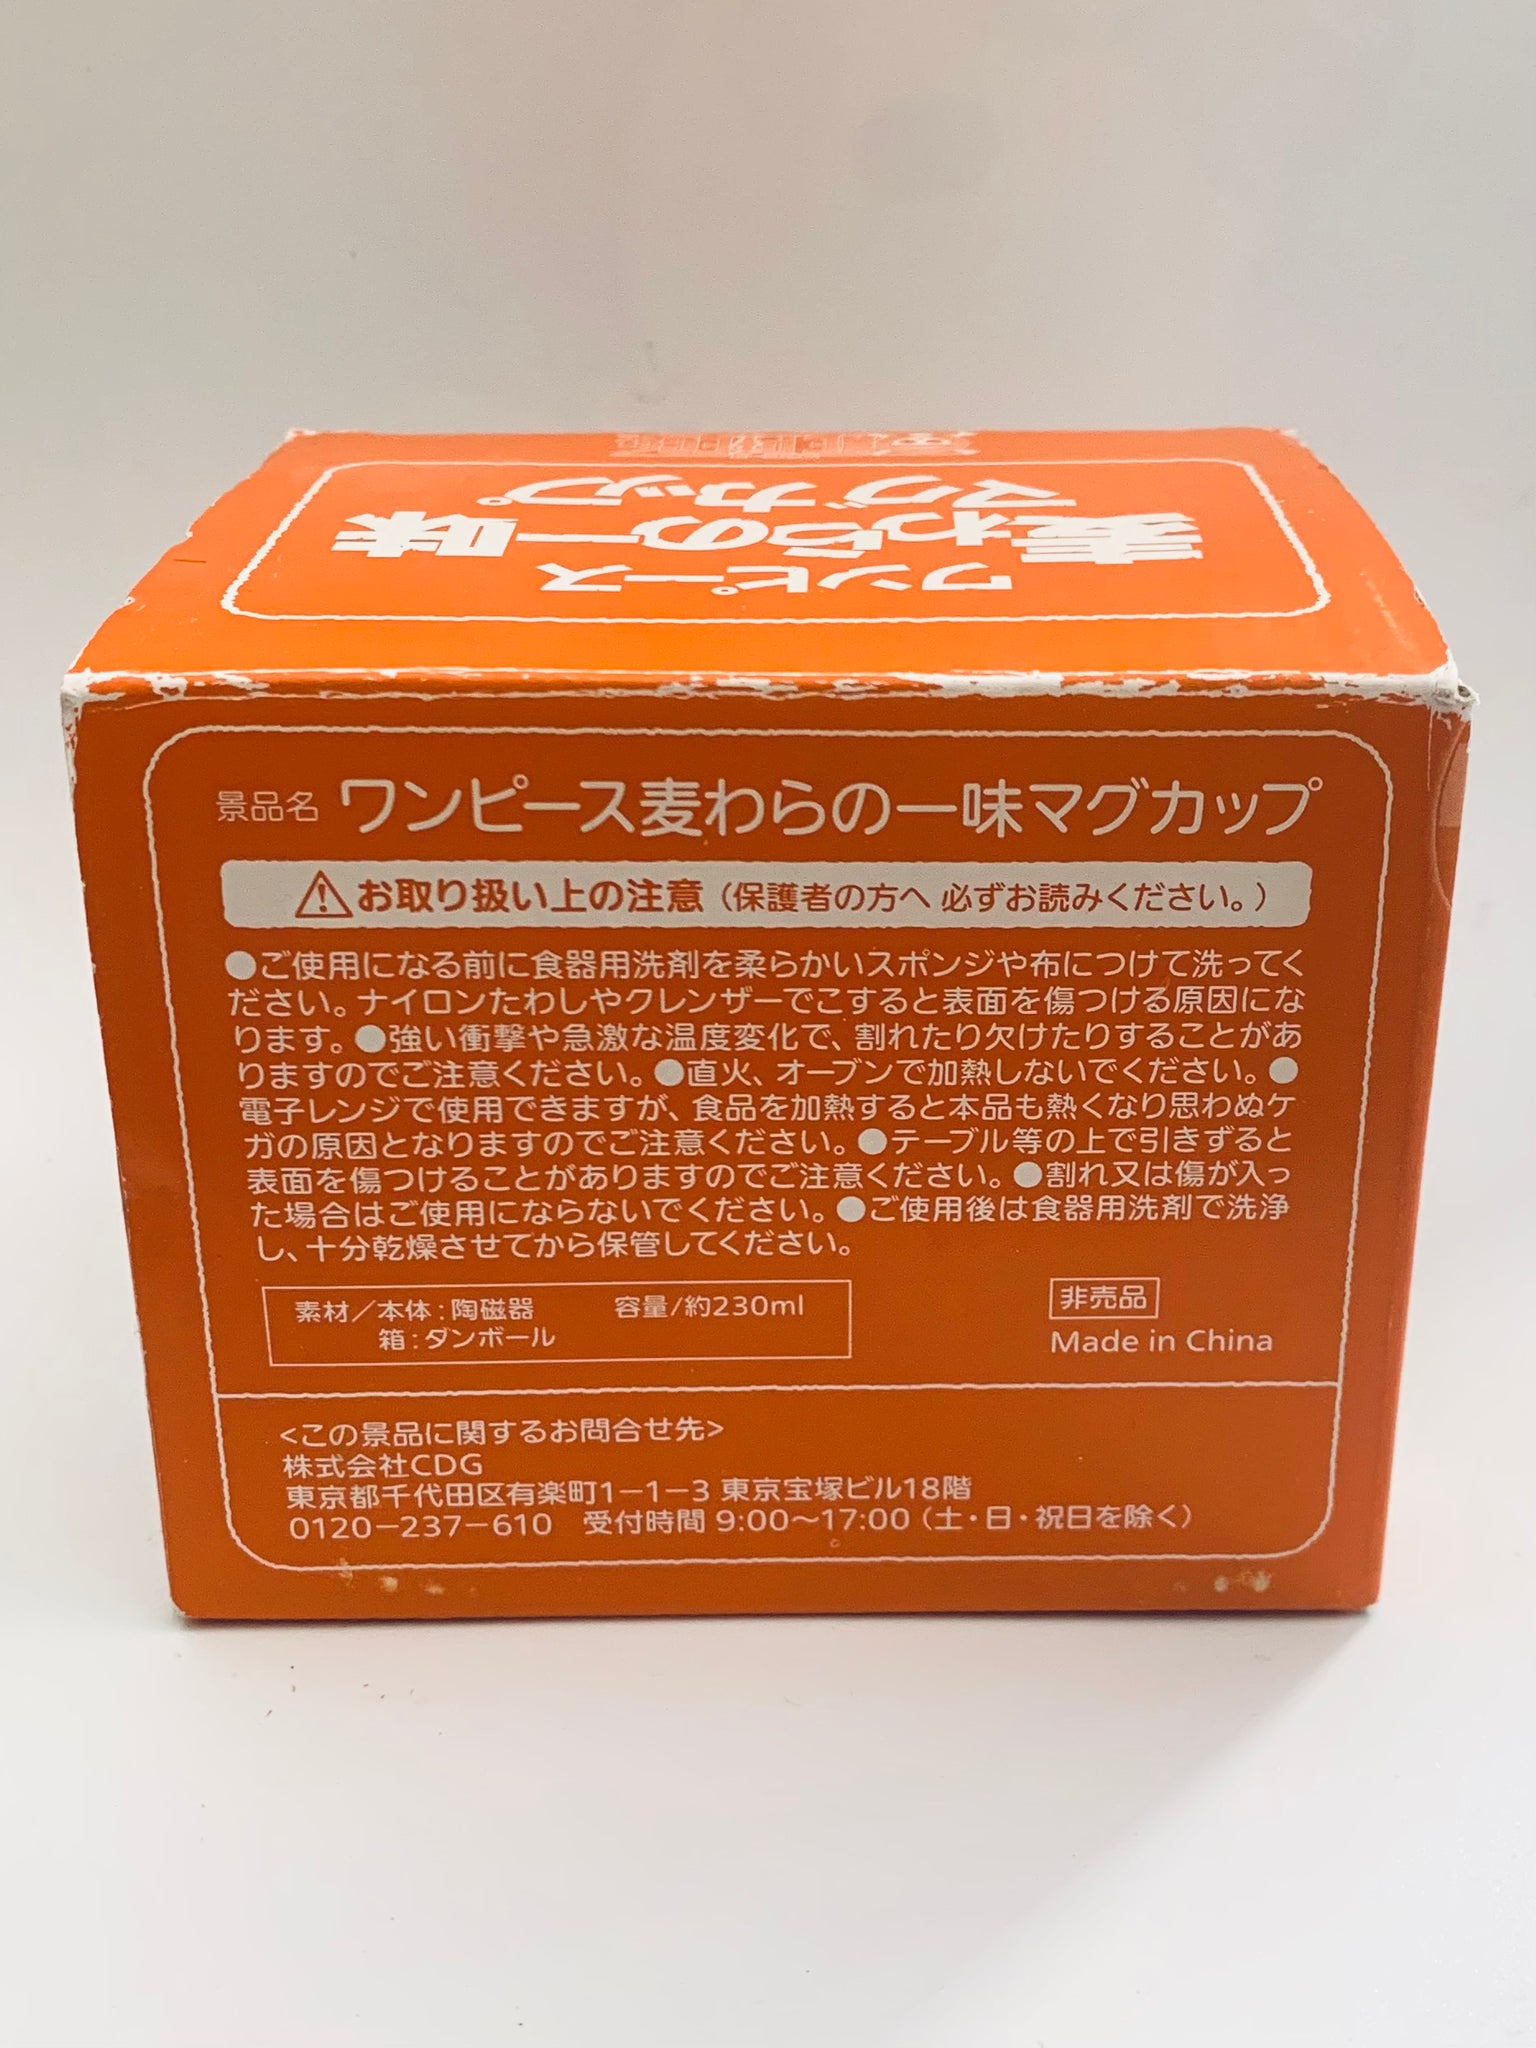 ワンピース
麦わらの一味
マグカップ
景品名 ワンピース麦わらの一味マグカップ
⚠お取り扱い上の注意（保護者の方へ 必ずお読みください。）
●ご使用になる前に食器用洗剤を柔らかいスポンジや布につけて洗ってく
ださい。ナイロンたわしやクレンザーでこすると表面を傷つける原因にな
ります。●強い衝撃や急激な温度変化で、割れたり欠けたりすることがあ
りますのでご注意ください。●直火、オーブンで加熱しないでください。●
電子レンジで使用できますが、食品を加熱すると本品も熱くなり思わぬケ
ガの原因となりますのでご注意ください。●テーブル等の上で引きずると
表面を傷つけることがありますのでご注意ください。●割れ又は傷が入っ
た場合はご使用にならないでください。●ご使用後は食器用洗剤で洗浄
し、十分乾燥させてから保管してください。
素材／本体：陶磁器 容量/約230ml
箱：ダンボール
非売品
Made in China
<この景品に関するお問合せ先>
株式会社CDG
東京都千代田区有楽町1－1－3 東京宝塚ビル18階
0120－237－610 受付時間 9:00～17:00（土・日・祝日を除く）